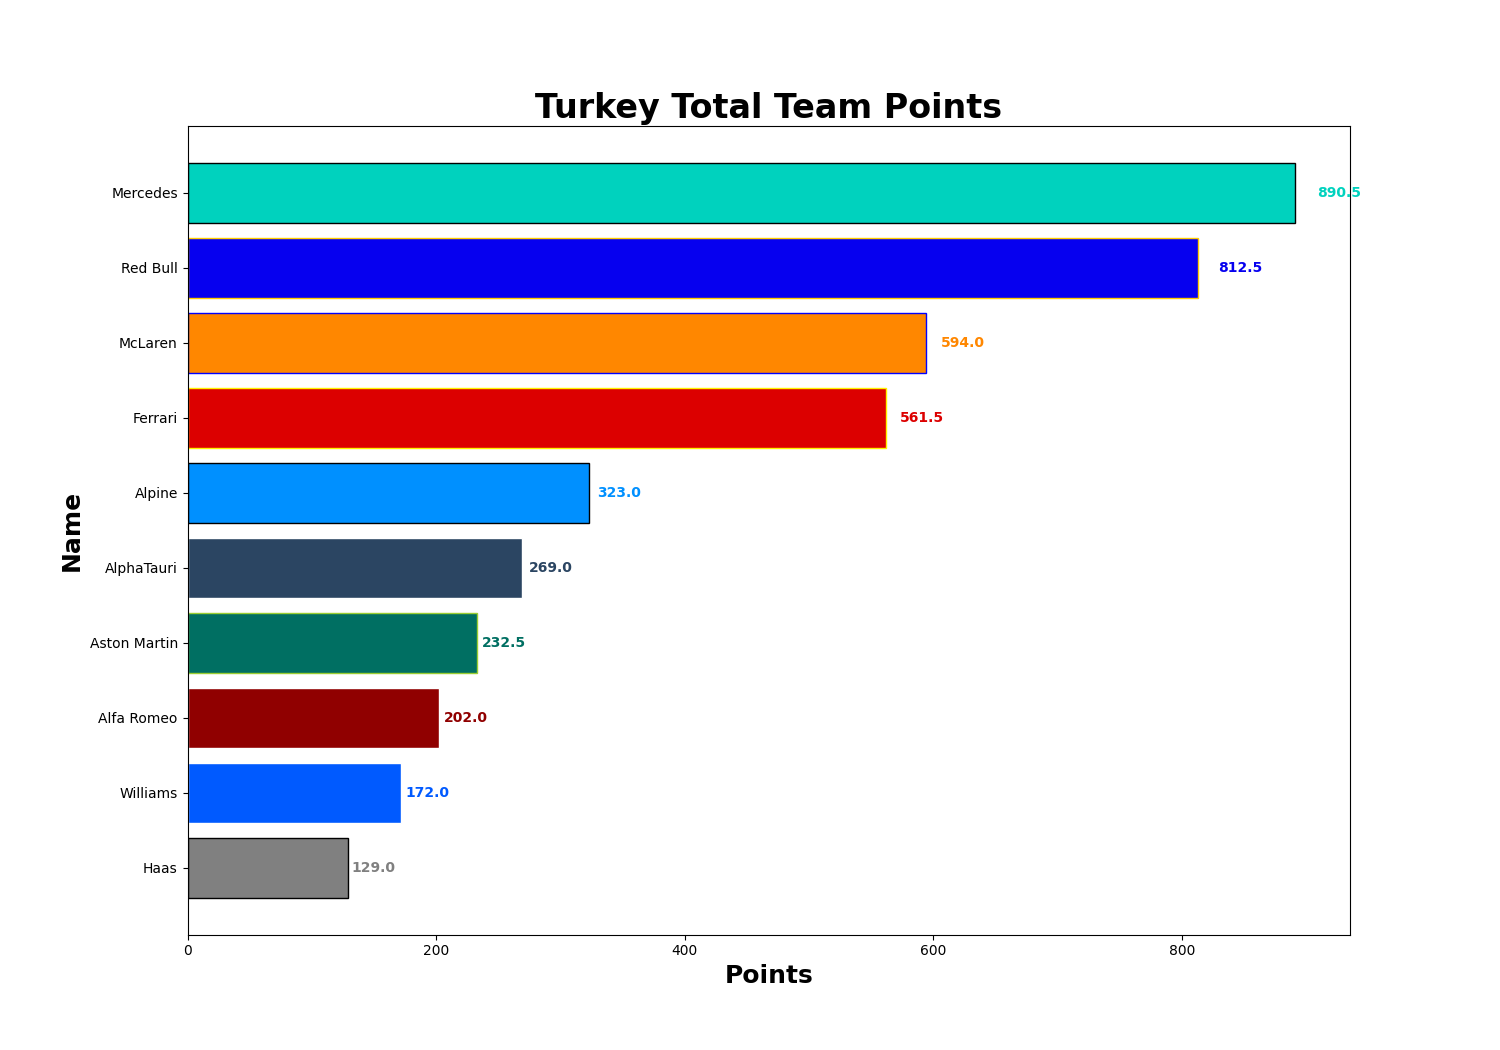 Turkey Total Team Points
Mercedes 890.5
Red Bull 812.5
McLaren 594.0
Ferrari 561.5
Alpine 323.0
AlphaTauri 269.0
Aston Martin 232.5
Alfa Romeo 202.0
Williams 172.0
Haas 129.0
Name
0 200 400 600 800
Points